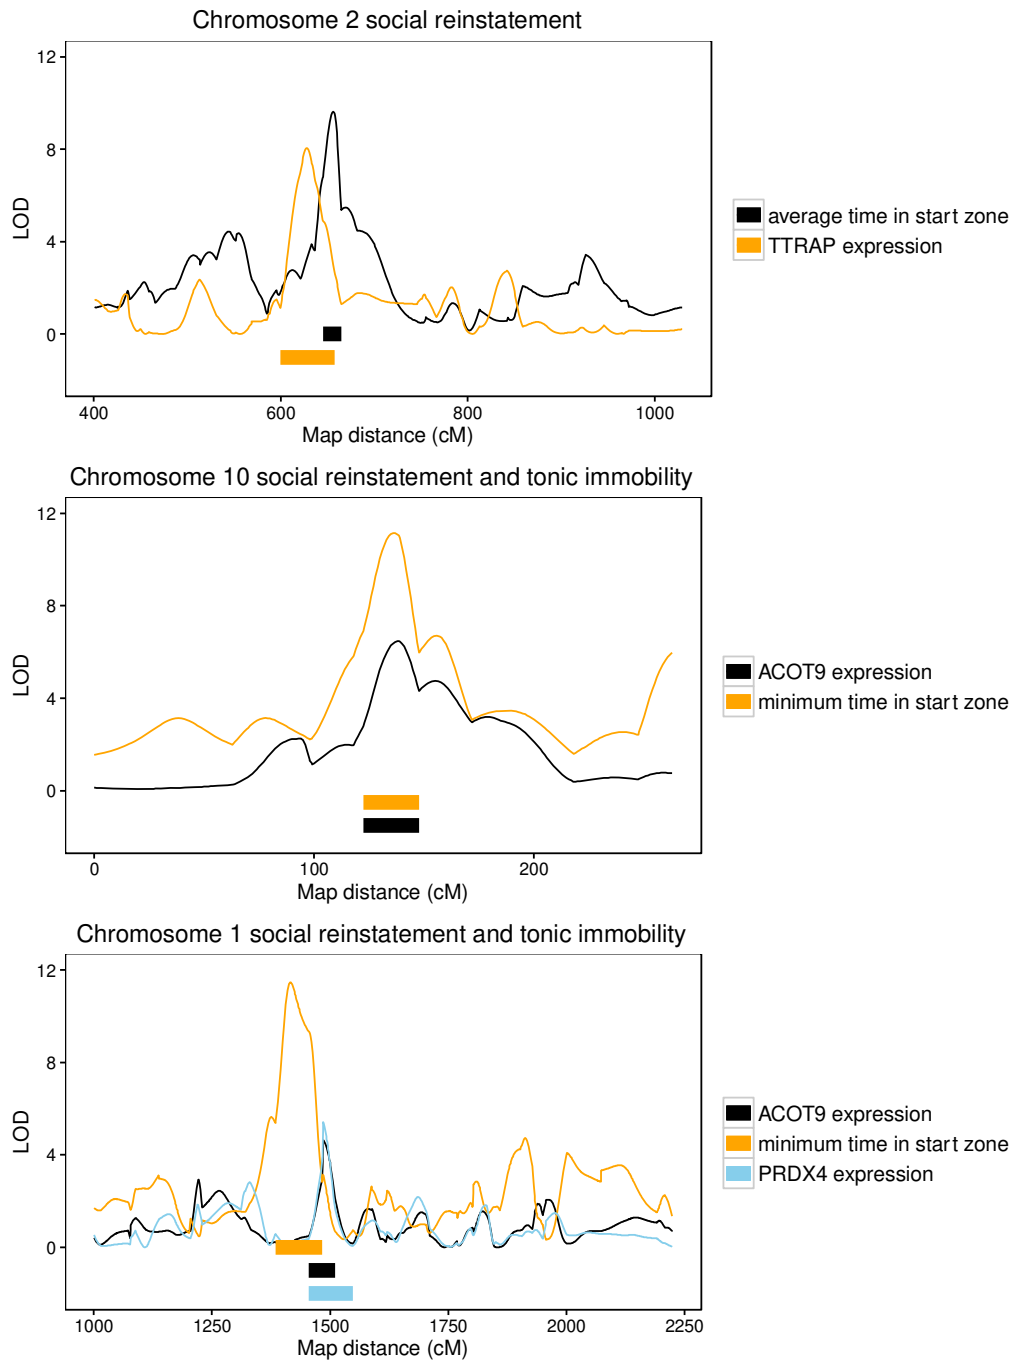 Chromosome 2 social reinstatement
12
8
4
0
LOD
400 600 800 1000
Map distance (cM)
average time in start zone
TTRAP expression
Chromosome 10 social reinstatement and tonic immobility
12
8
4
0
LOD
0 100 200
Map distance (cM)
ACOT9 expression
minimum time in start zone
Chromosome 1 social reinstatement and tonic immobility
12
8
4
0
LOD
1000 1250 1500 1750 2000 2250
Map distance (cM)
ACOT9 expression
minimum time in start zone
PRDX4 expression